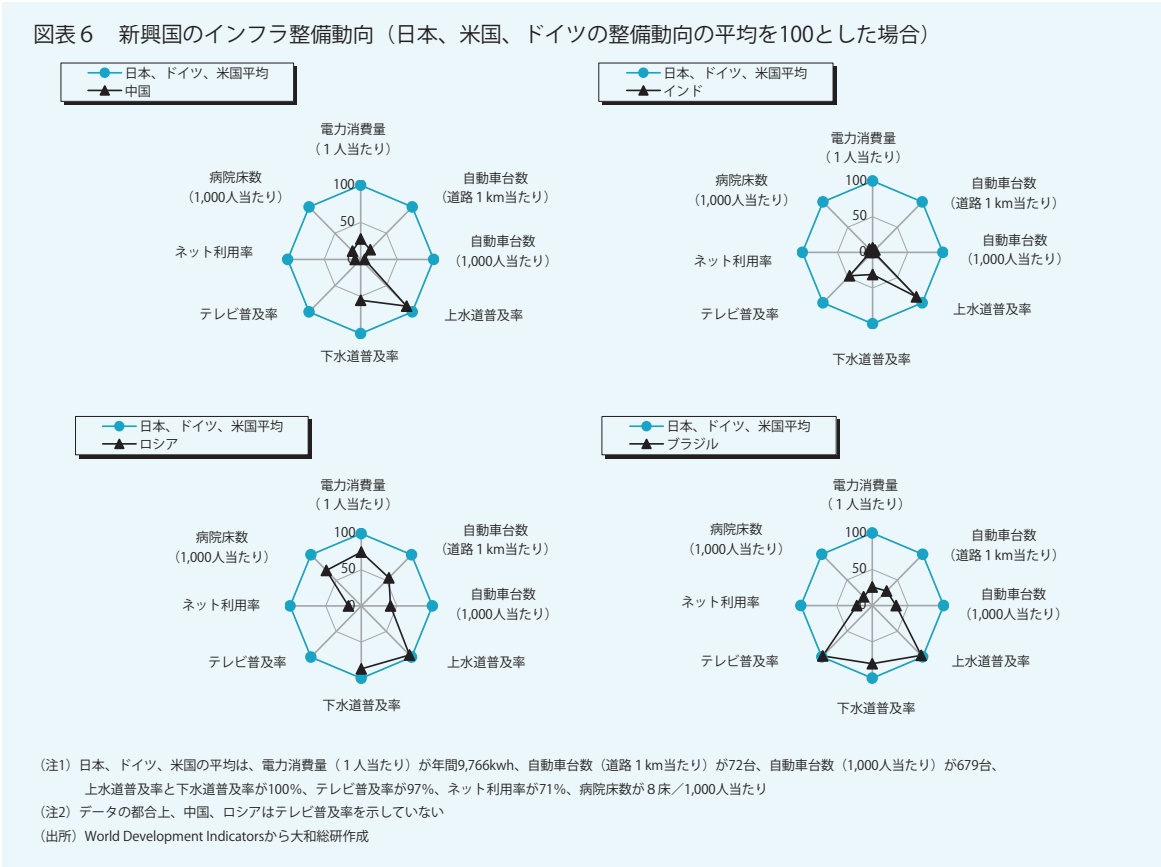 図表６　新興国のインフラ整備動向（日本、米国、ドイツの整備動向の平均を100とした場合）
日本、ドイツ、米国平均
中国
電力消費量
（１人当たり）
自動車台数
（道路１km当たり）
自動車台数
（1,000人当たり）
上水道普及率
下水道普及率
テレビ普及率
ネット利用率
病院床数
（1,000人当たり）
100
50
0
日本、ドイツ、米国平均
インド
電力消費量
（１人当たり）
自動車台数
（道路１km当たり）
自動車台数
（1,000人当たり）
上水道普及率
下水道普及率
テレビ普及率
ネット利用率
病院床数
（1,000人当たり）
100
50
0
日本、ドイツ、米国平均
ロシア
電力消費量
（１人当たり）
自動車台数
（道路１km当たり）
自動車台数
（1,000人当たり）
上水道普及率
下水道普及率
テレビ普及率
ネット利用率
病院床数
（1,000人当たり）
100
50
0
日本、ドイツ、米国平均
ブラジル
電力消費量
（１人当たり）
自動車台数
（道路１km当たり）
自動車台数
（1,000人当たり）
上水道普及率
下水道普及率
テレビ普及率
ネット利用率
病院床数
（1,000人当たり）
100
50
0
（注1）日本、ドイツ、米国の平均は、電力消費量（１人当たり）が年間9,766kwh、自動車台数（道路１km当たり）が72台、自動車台数（1,000人当たり）が679台、
上水道普及率と下水道普及率が100%、テレビ普及率が97%、ネット利用率が71%、病院床数が８床／1,000人当たり
（注2）データの都合上、中国、ロシアはテレビ普及率を示していない
（出所）World Development Indicatorsから大和総研作成